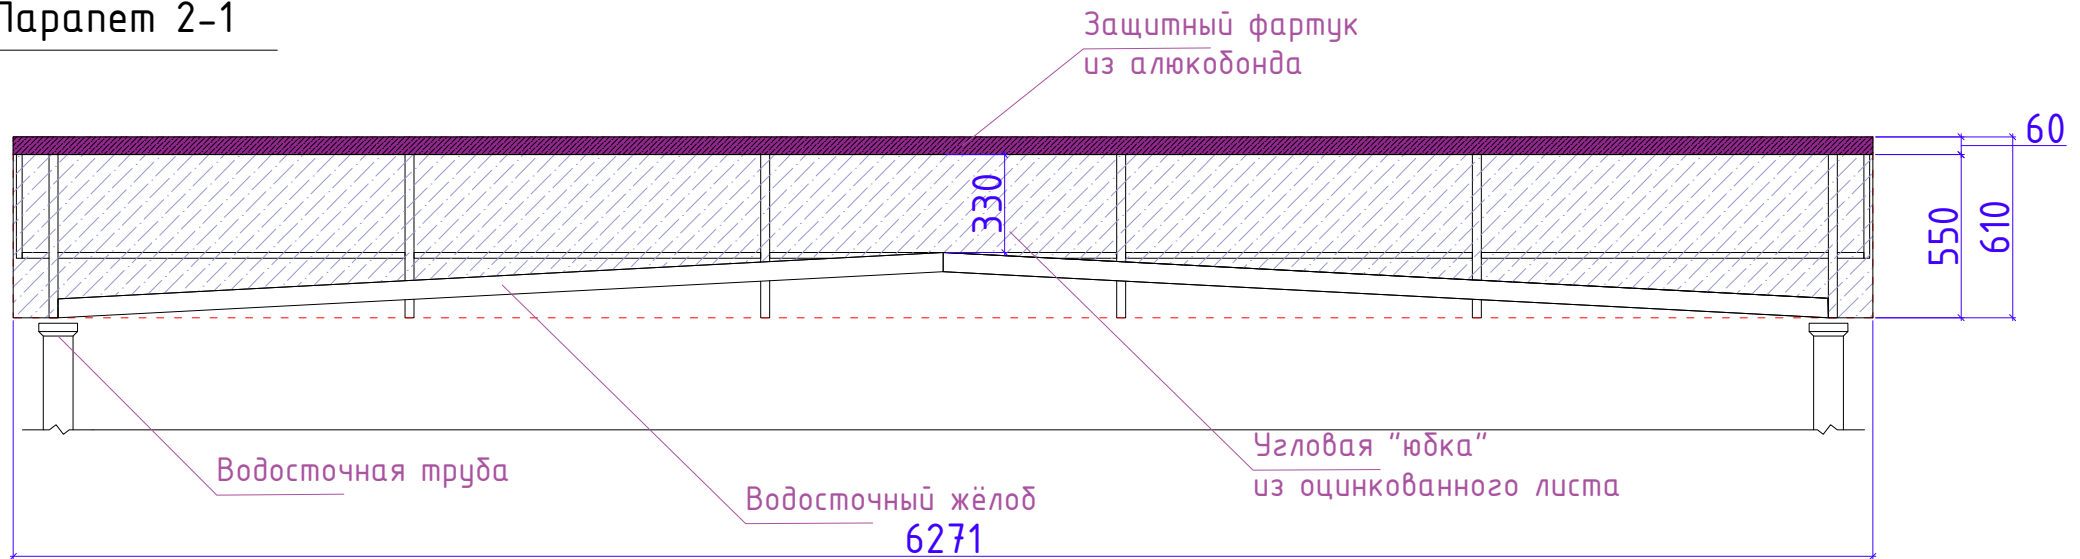 Парапет 2-1
Защитный фартук
из алюкобонда
60
330
550
610
Угловая "юбка"
из оцинкованного листа
Водосточная труба
Водосточный жёлоб
6271